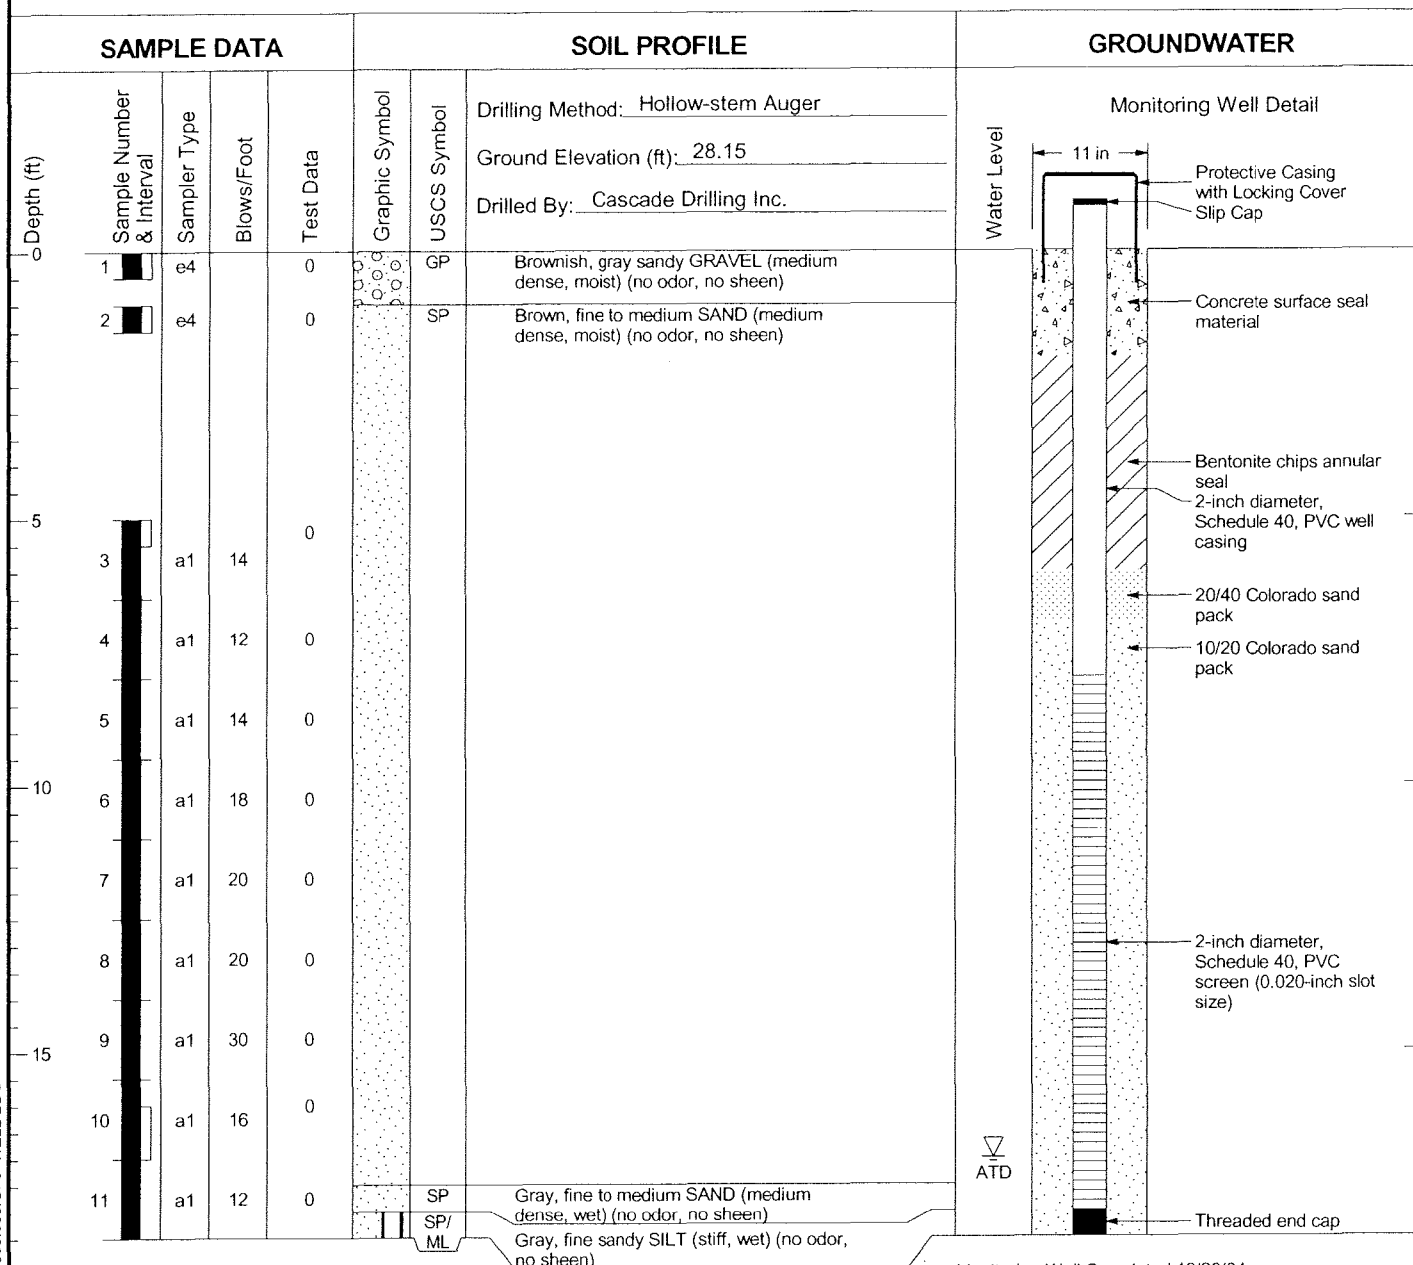 SAMPLE DATA
SOIL PROFILE
GROUNDWATER
Depth (ft)
Sample Number
& Interval
Sampler Type
Blows/Foot
Test Data
Graphic Symbol
USCS Symbol
Drilling Method: Hollow-stem Auger
Ground Elevation (ft): 28.15
Drilled By: Cascade Drilling Inc.
Water Level
Monitoring Well Detail
11 in
Protective Casing
with Locking Cover
Slip Cap
0
1 e4 0
GP
Brownish, gray sandy GRAVEL (medium
dense, moist) (no odor, no sheen)
2 e4 0
SP
Brown, fine to medium SAND (medium
dense, moist) (no odor, no sheen)
Concrete surface seal
material
Bentonite chips annular
seal
2-inch diameter,
Schedule 40, PVC well
casing
5
3 a1 14 0
20/40 Colorado sand
pack
4 a1 12 0
10/20 Colorado sand
pack
5 a1 14 0
10
6 a1 18 0
7 a1 20 0
8 a1 20 0
2-inch diameter,
Schedule 40, PVC
screen (0.020-inch slot
size)
9 a1 30 0
15
10 a1 16 0
ATD
11 a1 12 0
SP
Gray, fine to medium SAND (medium
dense, wet) (no odor, no sheen)
SP/
ML
Gray, fine sandy SILT (stiff, wet) (no odor,
no sheen)
Threaded end cap